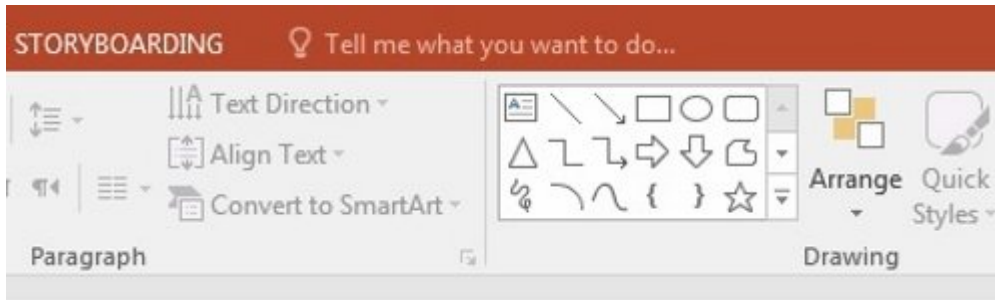 STORYBOARDING Tell me what you want to do...
Text Direction
Align Text
Convert to SmartArt
Arrange
Quick
Styles
Paragraph
Drawing